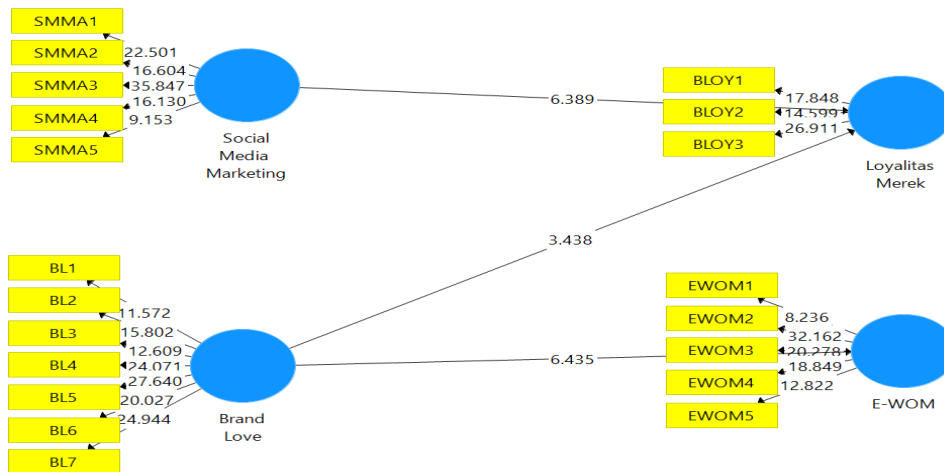 SMMA1
SMMA2
SMMA3
SMMA4
SMMA5
22.501
16.604
35.847
16.130
9.153
Social
Media
Marketing
6.389
BLOY1
BLOY2
BLOY3
17.848
14.599
26.911
Loyalitas
Merek
3.438
BL1
BL2
BL3
BL4
BL5
BL6
BL7
11.572
15.802
12.609
24.071
27.640
20.027
24.944
Brand
Love
6.435
EWOM1
EWOM2
EWOM3
EWOM4
EWOM5
8.236
32.162
20.278
18.849
12.822
E-WOM